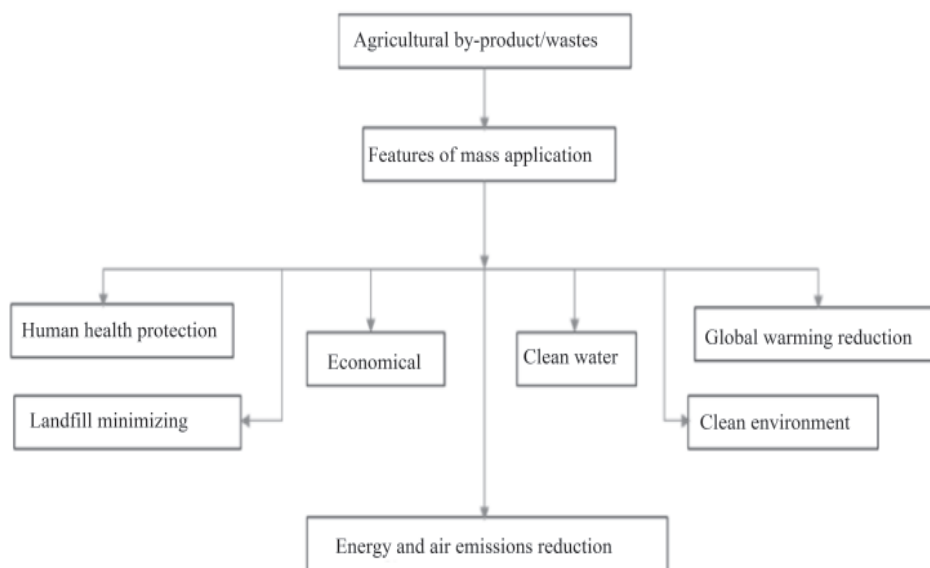 Agricultural by-product/wastes
Features of mass application
Human health protection
Economical
Clean water
Global warming reduction
Landfill minimizing
Clean environment
Energy and air emissions reduction